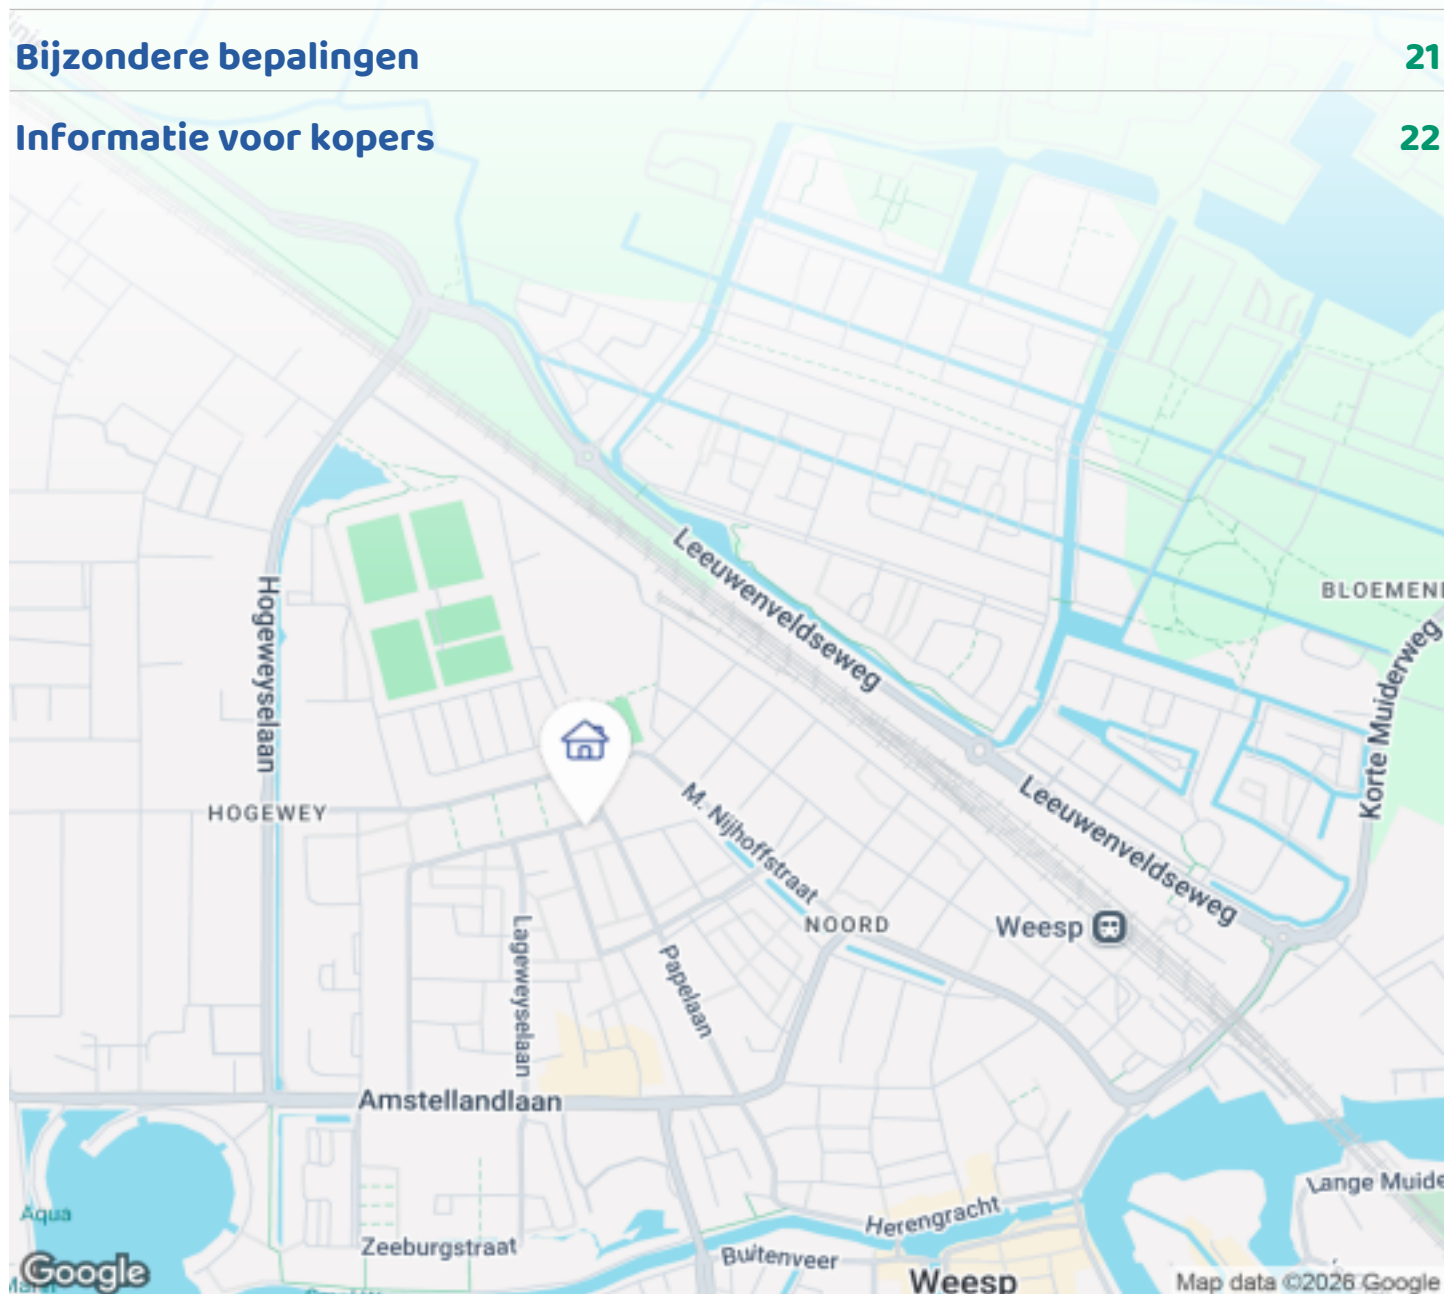 Bijzondere bepalingen 21
Informatie voor kopers 22
Leeuwenveldseweg
Hogeweyselaan
BLOEMEN
Korte Muiderweg
HOGEWEY
M. Nijhoffstraat
Leeuwenveldseweg
NOORD
Weesp
Lageweyselaan
Papelaan
Amstellandlaan
Lange Muide
Aqua
Herengracht
Zeeburgstraat
Buitenveer
Google
Weesp
Map data ©2026 Google